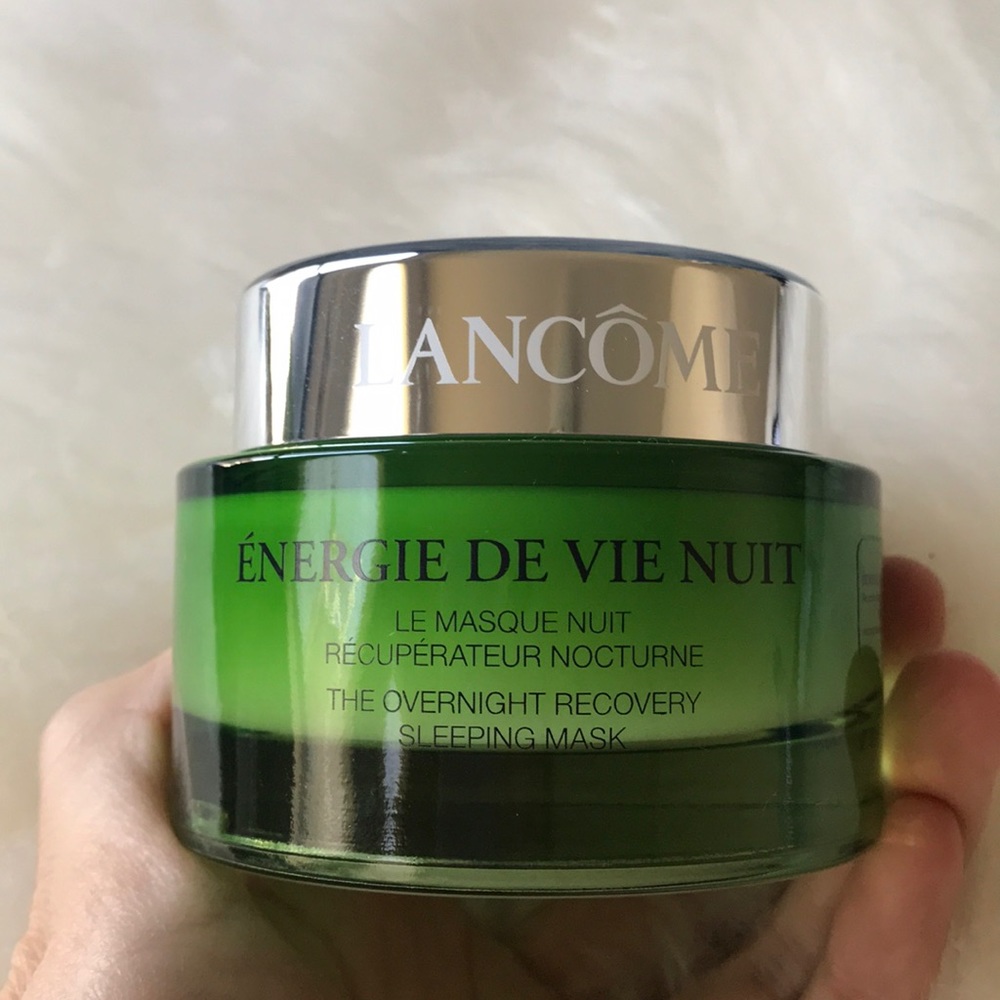 LANCÔME
ÉNERGIE DE VIE NUIT
LE MASQUE NUIT
RÉCUPÉRATEUR NOCTURNE
THE OVERNIGHT RECOVERY
SLEEPING MASK